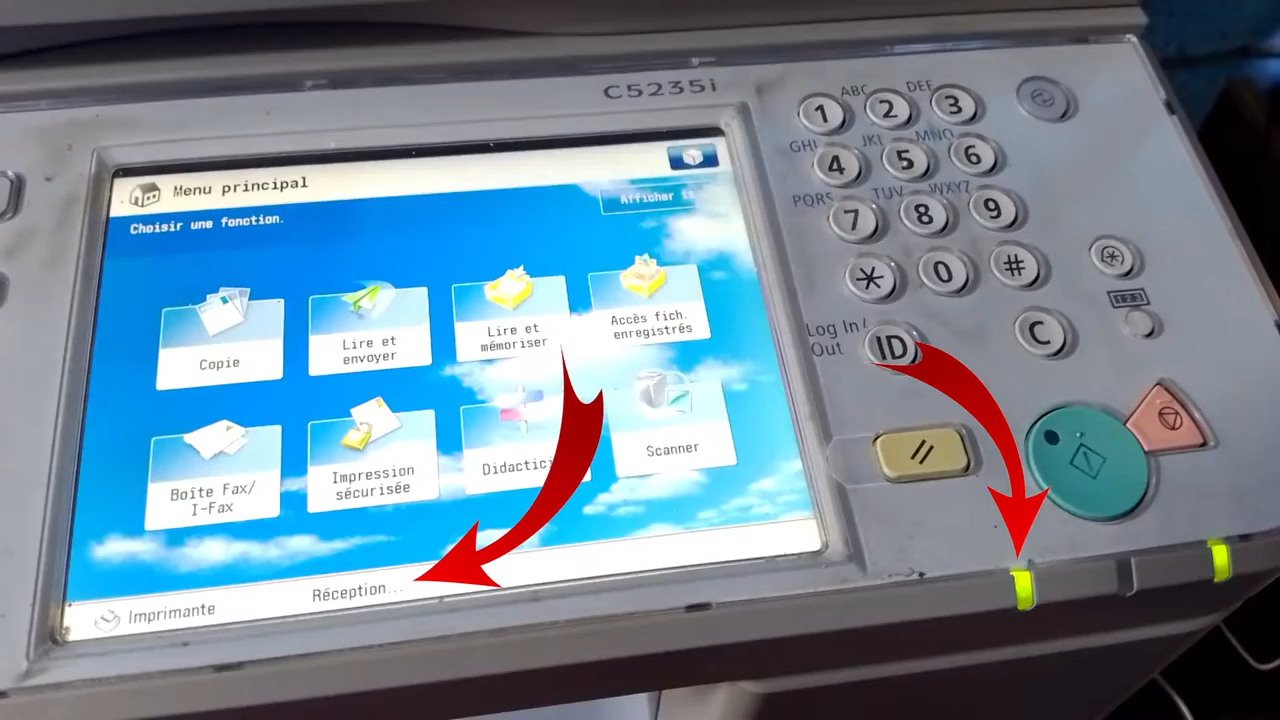 C5235i
Menu principal
Choisir une fonction.
Afficher
Copie
Lire et
envoyer
Lire et
mémoriser
Accès fich.
enregistrés
Boîte Fax/
I-Fax
Impression
sécurisée
Didactici
Scanner
Imprimante
Réception...
ABC
DEF
1
2
3
GHI
JKL
MNO
4
5
6
PQRS
TUV
WXYZ
7
8
9
*
0
#
Log In/
Out
ID
C
123